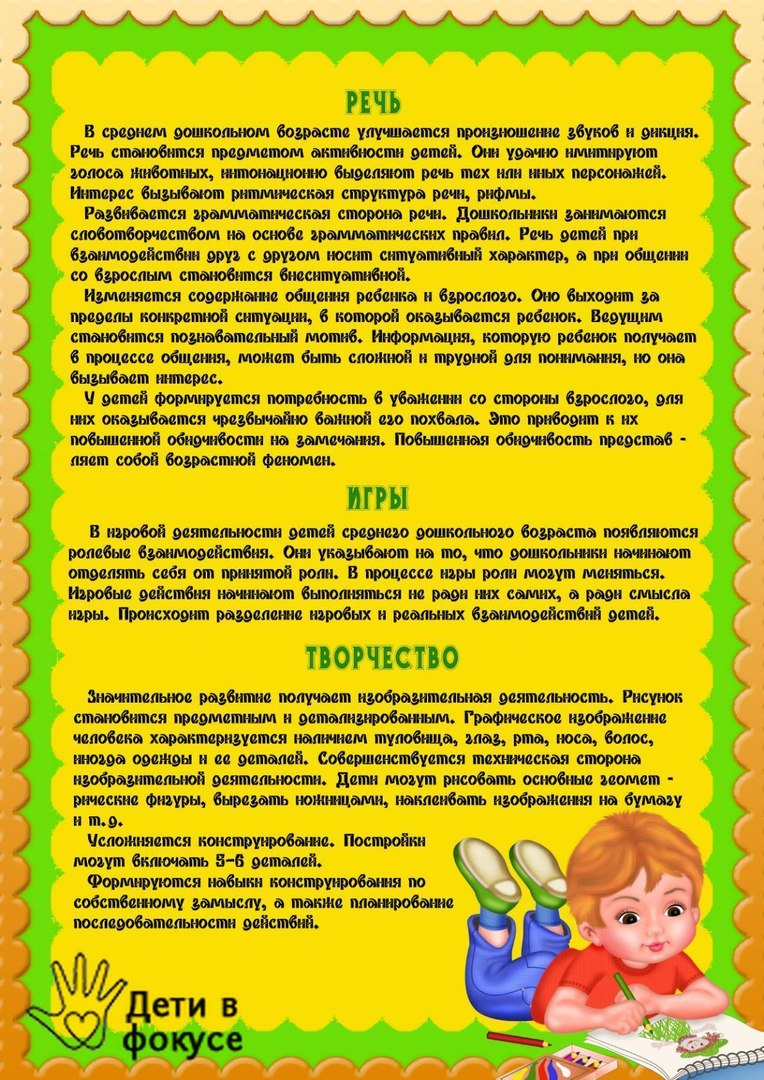 РЕЧЬ
В среднем дошкольном возрасте улучшается произношение звуков и дикция.
Речь становится предметом активности детей. Они удачно имитируют
голоса животных, интонационно выделяют речь тех или иных персонажей.
Интерес вызывают ритмическая структура речи, рифмы.
Развивается грамматическая сторона речи. Дошкольники занимаются
словотворчеством на основе грамматических правил. Речь детей при
взаимодействии друг с другом носит ситуативный характер, а при общении
со взрослым становится внеситуативной.
Изменяется содержание общения ребенка и взрослого. Оно выходит за
пределы конкретной ситуации, в которой оказывается ребенок. Ведущим
становится познавательный мотив. Информация, которую ребенок получает
в процессе общения, может быть сложной и трудной для понимания, но она
вызывает интерес.
У детей формируется потребность в уважении со стороны взрослого, для
них оказывается чрезвычайно важной его похвала. Это приводит к их
повышенной обидчивости на замечания. Повышенная обидчивость представ -
ляет собой возрастной феномен.
ИГРЫ
В игровой деятельности детей среднего дошкольного возраста появляются
ролевые взаимодействия. Они указывают на то, что дошкольники начинают
отделять себя от принятой роли. В процессе игры роли могут меняться.
Игровые действия начинают выполняться не ради них самих, а ради смысла
игры. Происходит разделение игровых и реальных взаимодействий детей.
ТВОРЧЕСТВО
Значительное развитие получает изобразительная деятельность. Рисунок
становится предметным и детализированным. Графическое изображение
человека характеризуется наличием туловища, глаз, рта, носа, волос,
иногда одежды и ее деталей. Совершенствуется техническая сторона
изобразительной деятельности. Дети могут рисовать основные геомет -
рические фигуры, вырезать ножницами, наклеивать изображения на бумагу
и т.д.
Усложняется конструирование. Постройки
могут включать 5-6 деталей.
Формируются навыки конструирования по
собственному замыслу, а также планирование
последовательности действий.
Дети в
фокусе